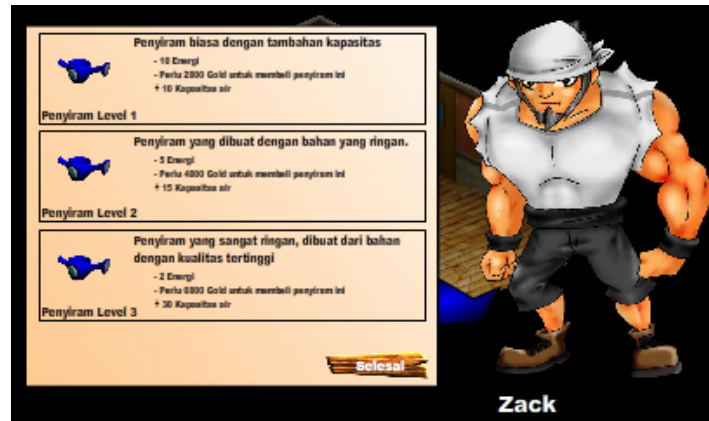 Penyiram biasa dengan tambahan kapasitas
- 10 Energi
- Perlu 2000 Gold untuk membeli penyiram ini
+ 10 Kapasitas air
Penyiram Level 1
Penyiram yang dibuat dengan bahan yang ringan.
- 5 Energi
- Perlu 4000 Gold untuk membeli penyiram ini
+ 15 Kapasitas air
Penyiram Level 2
Penyiram yang sangat ringan, dibuat dari bahan
dengan kualitas tertinggi
- 2 Energi
- Perlu 6000 Gold untuk membeli penyiram ini
+ 30 Kapasitas air
Penyiram Level 3
Selesai
Zack